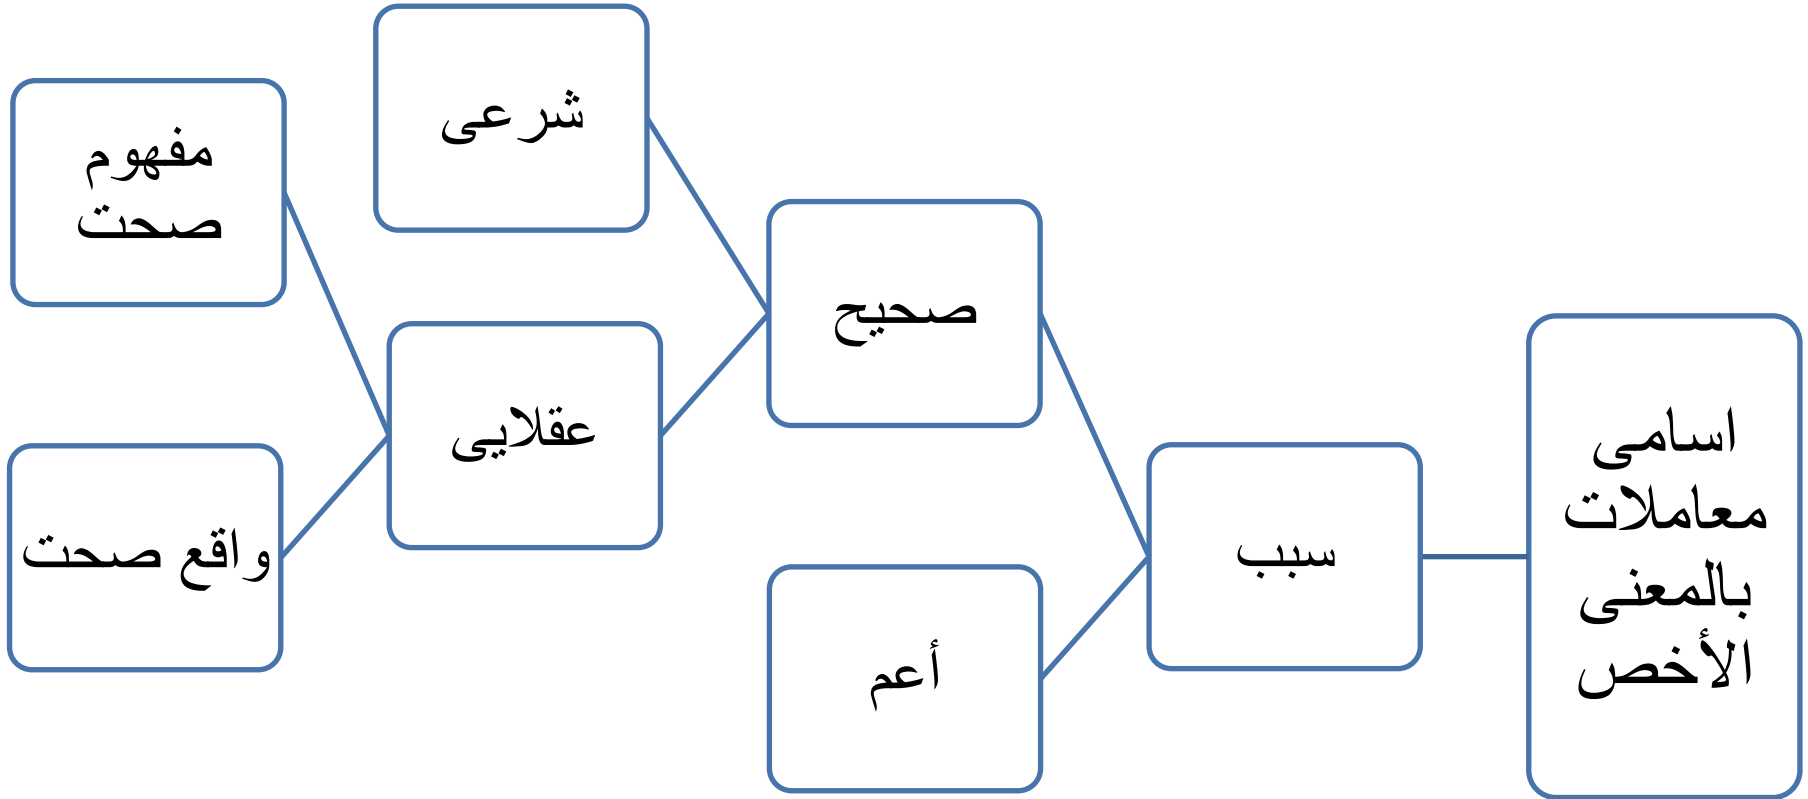 اسامی
معاملات
بالمعنی
الأخص
سبب
صحیح
أعم
شرعی
عقلایی
مفهوم
صحت
واقع صحت